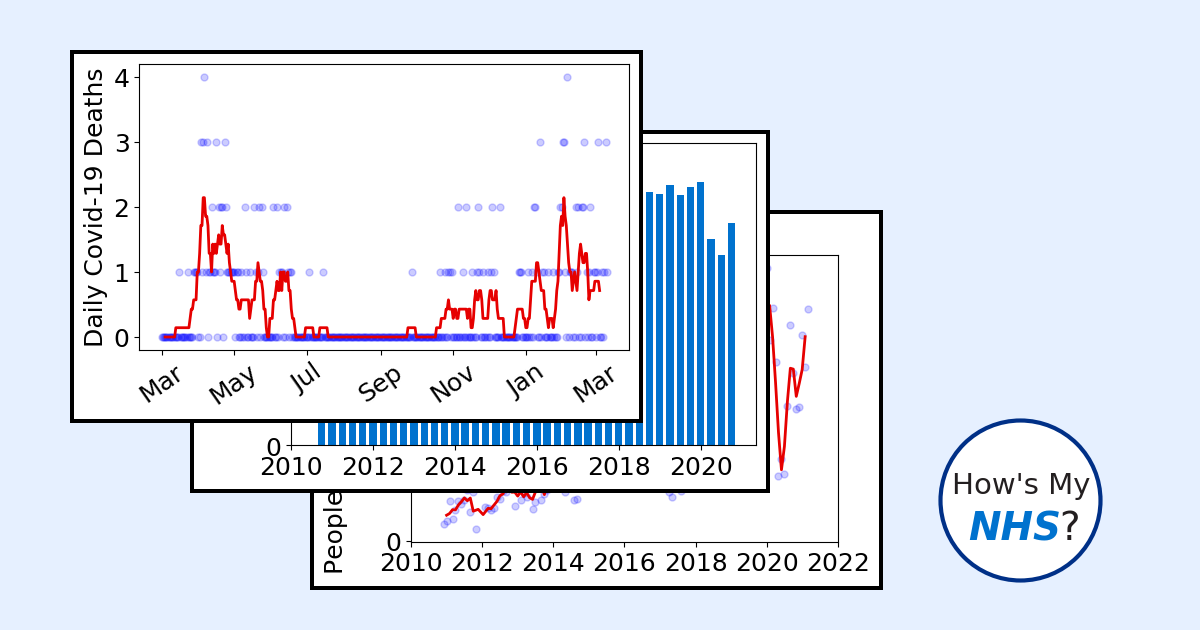 Daily Covid-19 Deaths
4
3
2
1
0
Mar May Jul Sep Nov Jan Mar
0
2010 2012 2014 2016 2018 2020
People
0
2010 2012 2014 2016 2018 2020 2022
How's My
NHS?